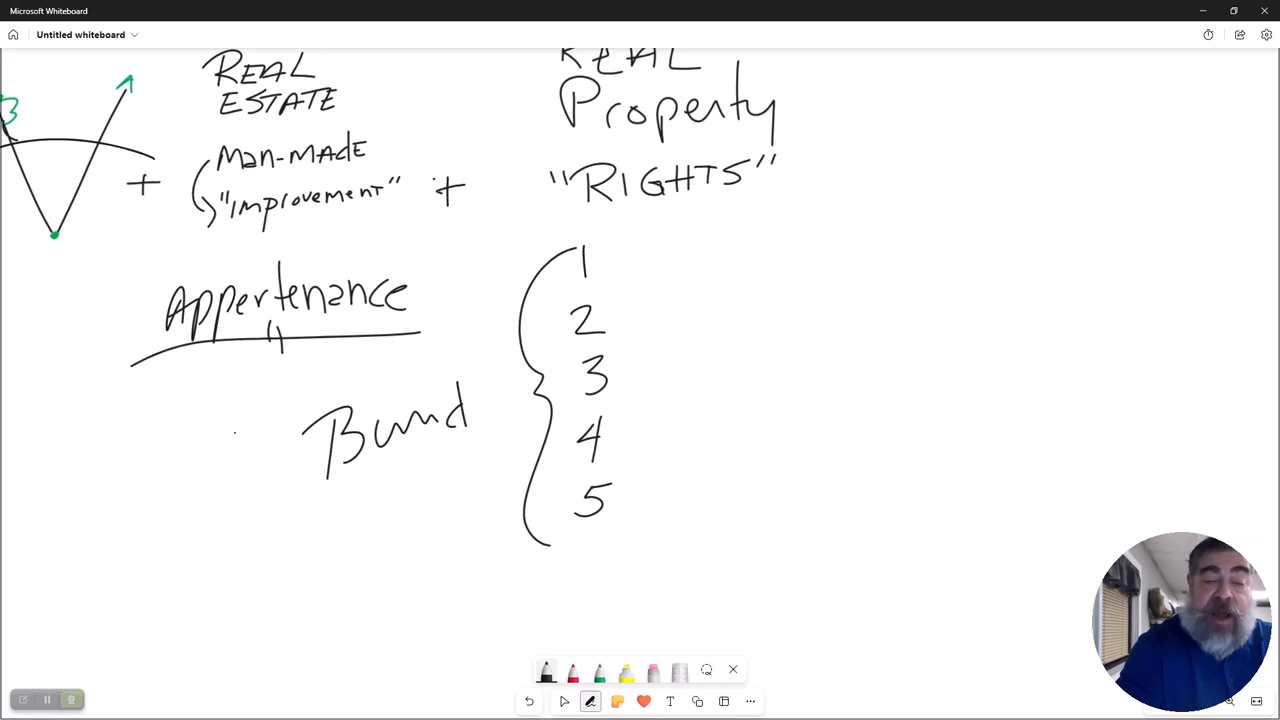 Microsoft Whiteboard
Untitled whiteboard
REAL
ESTATE
MAN-MADE
"IMPROVEMENT"
+
+
B
REAL
Property
"RIGHTS"
Appertenance
Bund
1
2
3
4
5
T